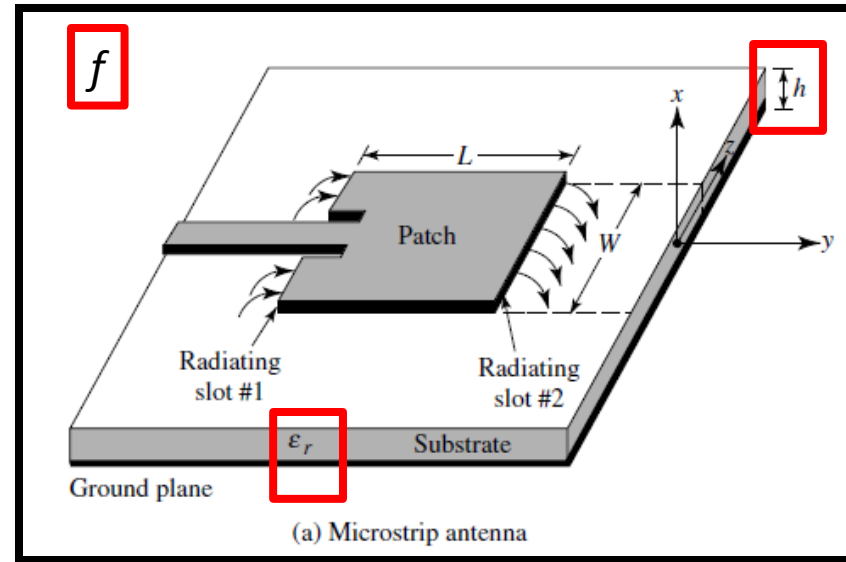 f
h
x
z
L
Patch
W
y
Radiating
slot #1
Radiating
slot #2
εr
Substrate
Ground plane
(a) Microstrip antenna